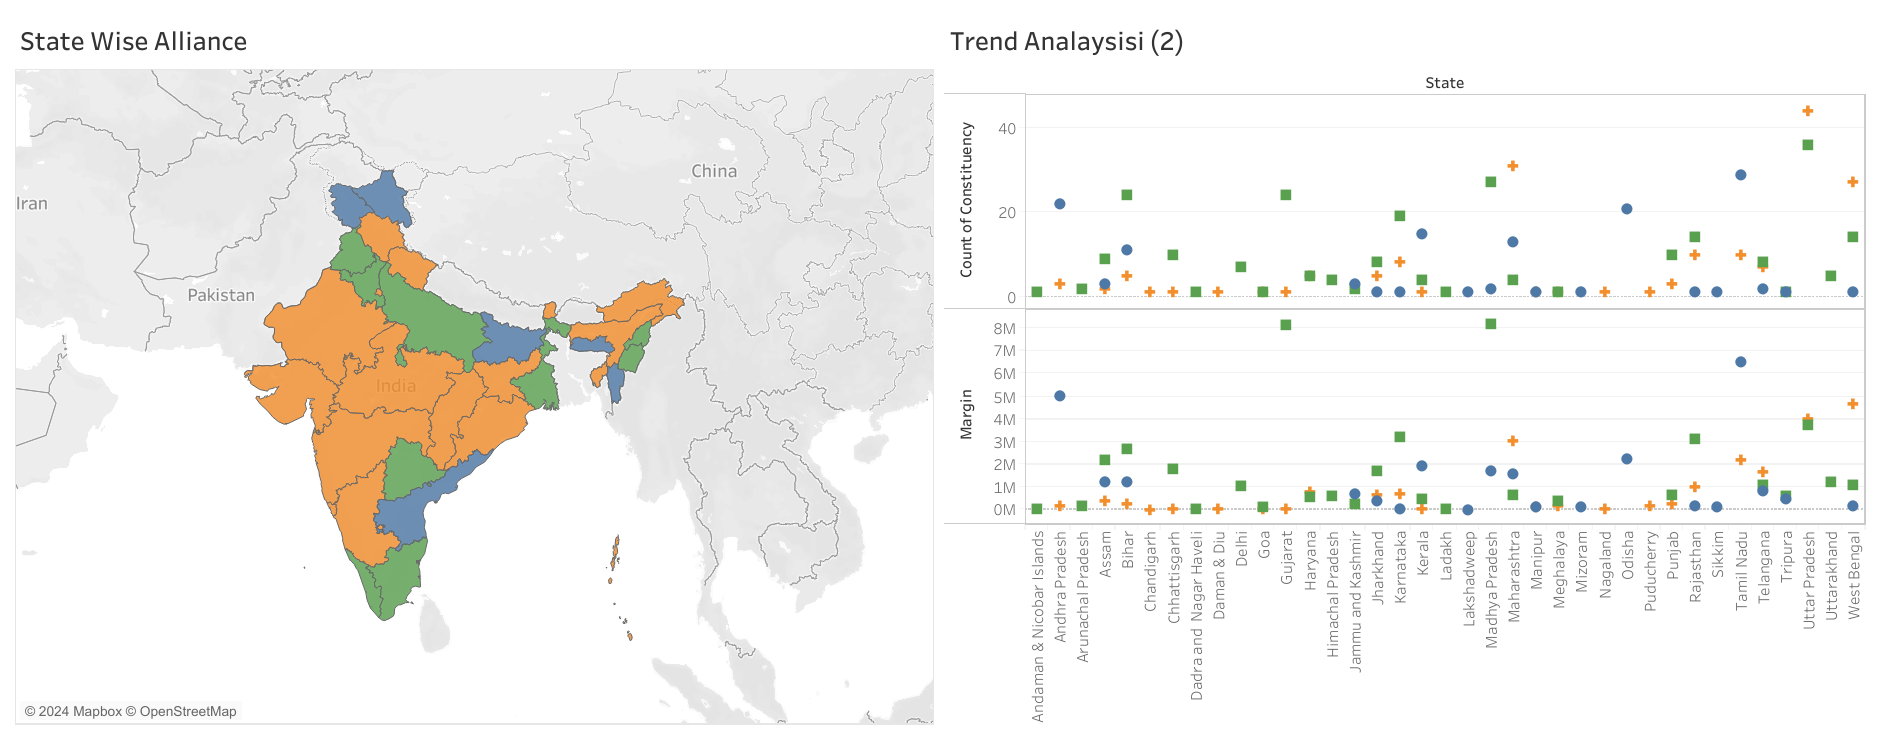 State Wise Alliance
Iran
China
Pakistan
India
© 2024 Mapbox © OpenStreetMap
Trend Analaysisi (2)
State
Count of Constituency
40
20
0
Margin
8M
7M
6M
5M
4M
3M
2M
1M
0M
Andaman & Nicobar Islands
Andhra Pradesh
Arunachal Pradesh
Assam
Bihar
Chandigarh
Chhattisgarh
Dadra and Nagar Haveli
Daman & Diu
Delhi
Goa
Gujarat
Haryana
Himachal Pradesh
Jammu and Kashmir
Jharkhand
Karnataka
Kerala
Ladakh
Lakshadweep
Madhya Pradesh
Maharashtra
Manipur
Meghalaya
Mizoram
Nagaland
Odisha
Puducherry
Punjab
Rajasthan
Sikkim
Tamil Nadu
Telangana
Tripura
Uttar Pradesh
Uttarakhand
West Bengal